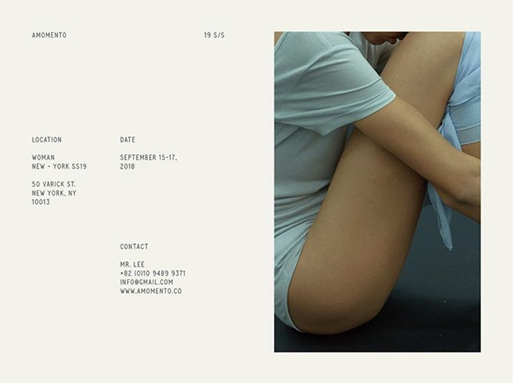 AMOMENTO
19 S/S
LOCATION
WOMAN
NEW - YORK SS19
50 VARICK ST.
NEW YORK, NY
10013
DATE
SEPTEMBER 15-17,
2018
CONTACT
MR. LEE
+82 (0)10 9489 9371
INFO@GMAIL.COM
WWW.AMOMENTO.CO